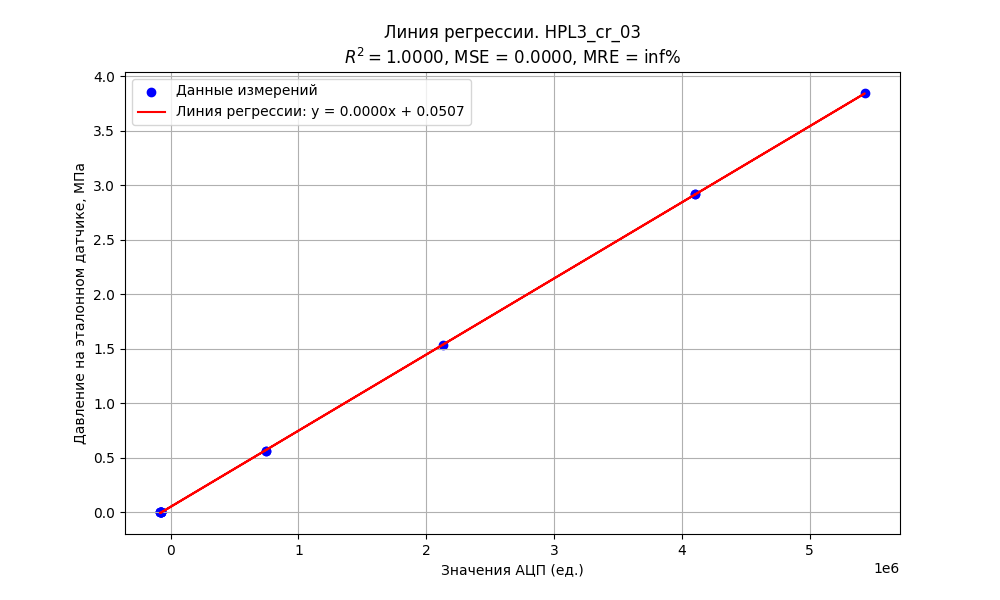 Линия регрессии. HPL3_cr_03
R² = 1.0000, MSE = 0.0000, MRE = inf%
Данные измерений
Линия регрессии: y = 0.0000x + 0.0507
Давление на эталонном датчике, МПа
4.0
3.5
3.0
2.5
2.0
1.5
1.0
0.5
0.0
0 1 2 3 4 5
1e6
Значения АЦП (ед.)